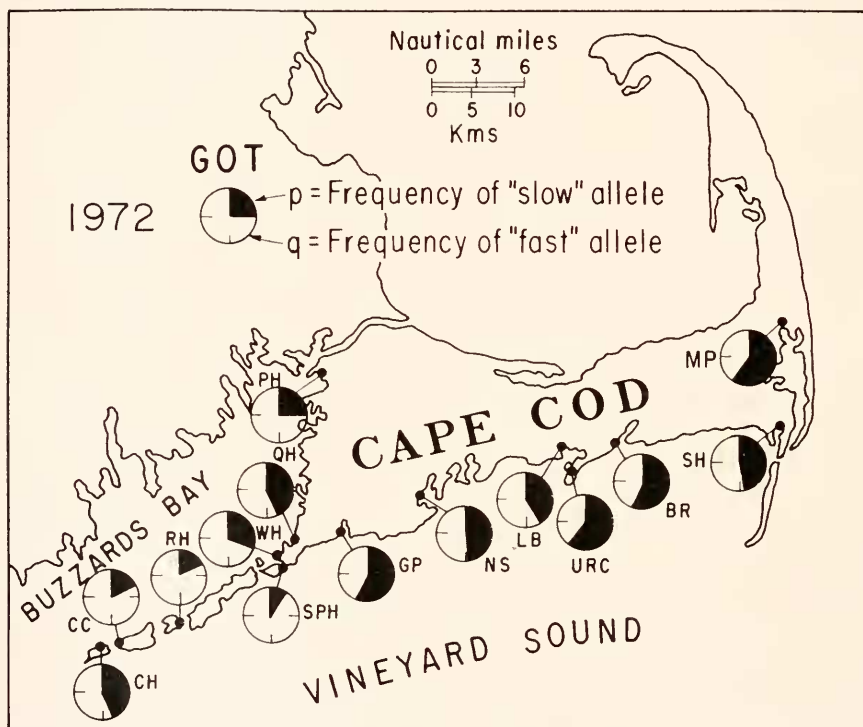 Nautical miles
0 3 6
0 5 10
Kms
GOT
1972
p = Frequency of "slow" allele
q = Frequency of "fast" allele
MP
PH
CAPE COD
QH
SH
BUZZARDS BAY
BR
WH
RH
LB
GP
NS
URC
SPH
CC
VINEYARD SOUND
CH